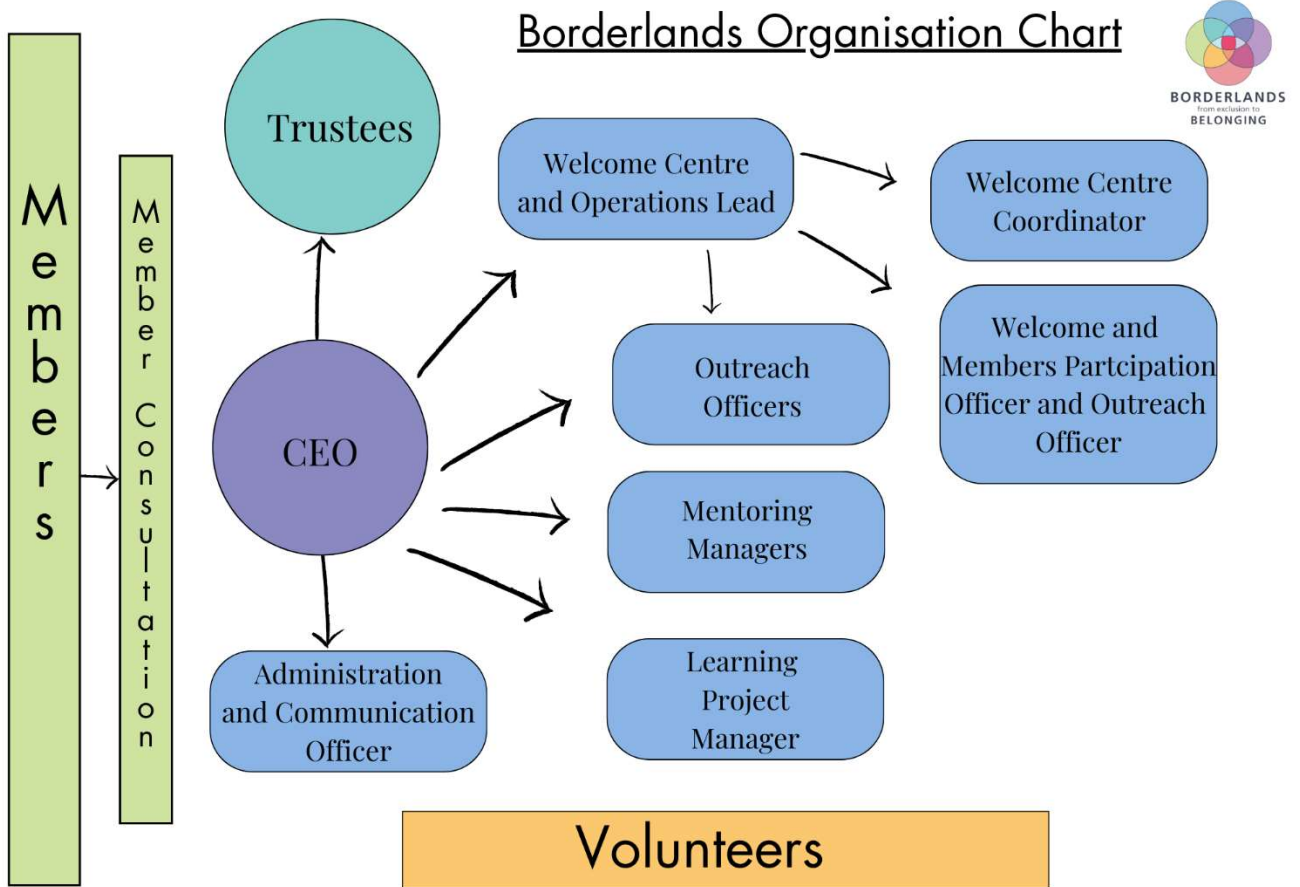 Borderlands Organisation Chart
BORDERLANDS
from exclusion to
BELONGING
Members
Member Consultation
Trustees
CEO
Administration
and Communication
Officer
Welcome Centre
and Operations Lead
Outreach
Officers
Mentoring
Managers
Learning
Project
Manager
Welcome Centre
Coordinator
Welcome and
Members Partcipation
Officer and Outreach
Officer
Volunteers